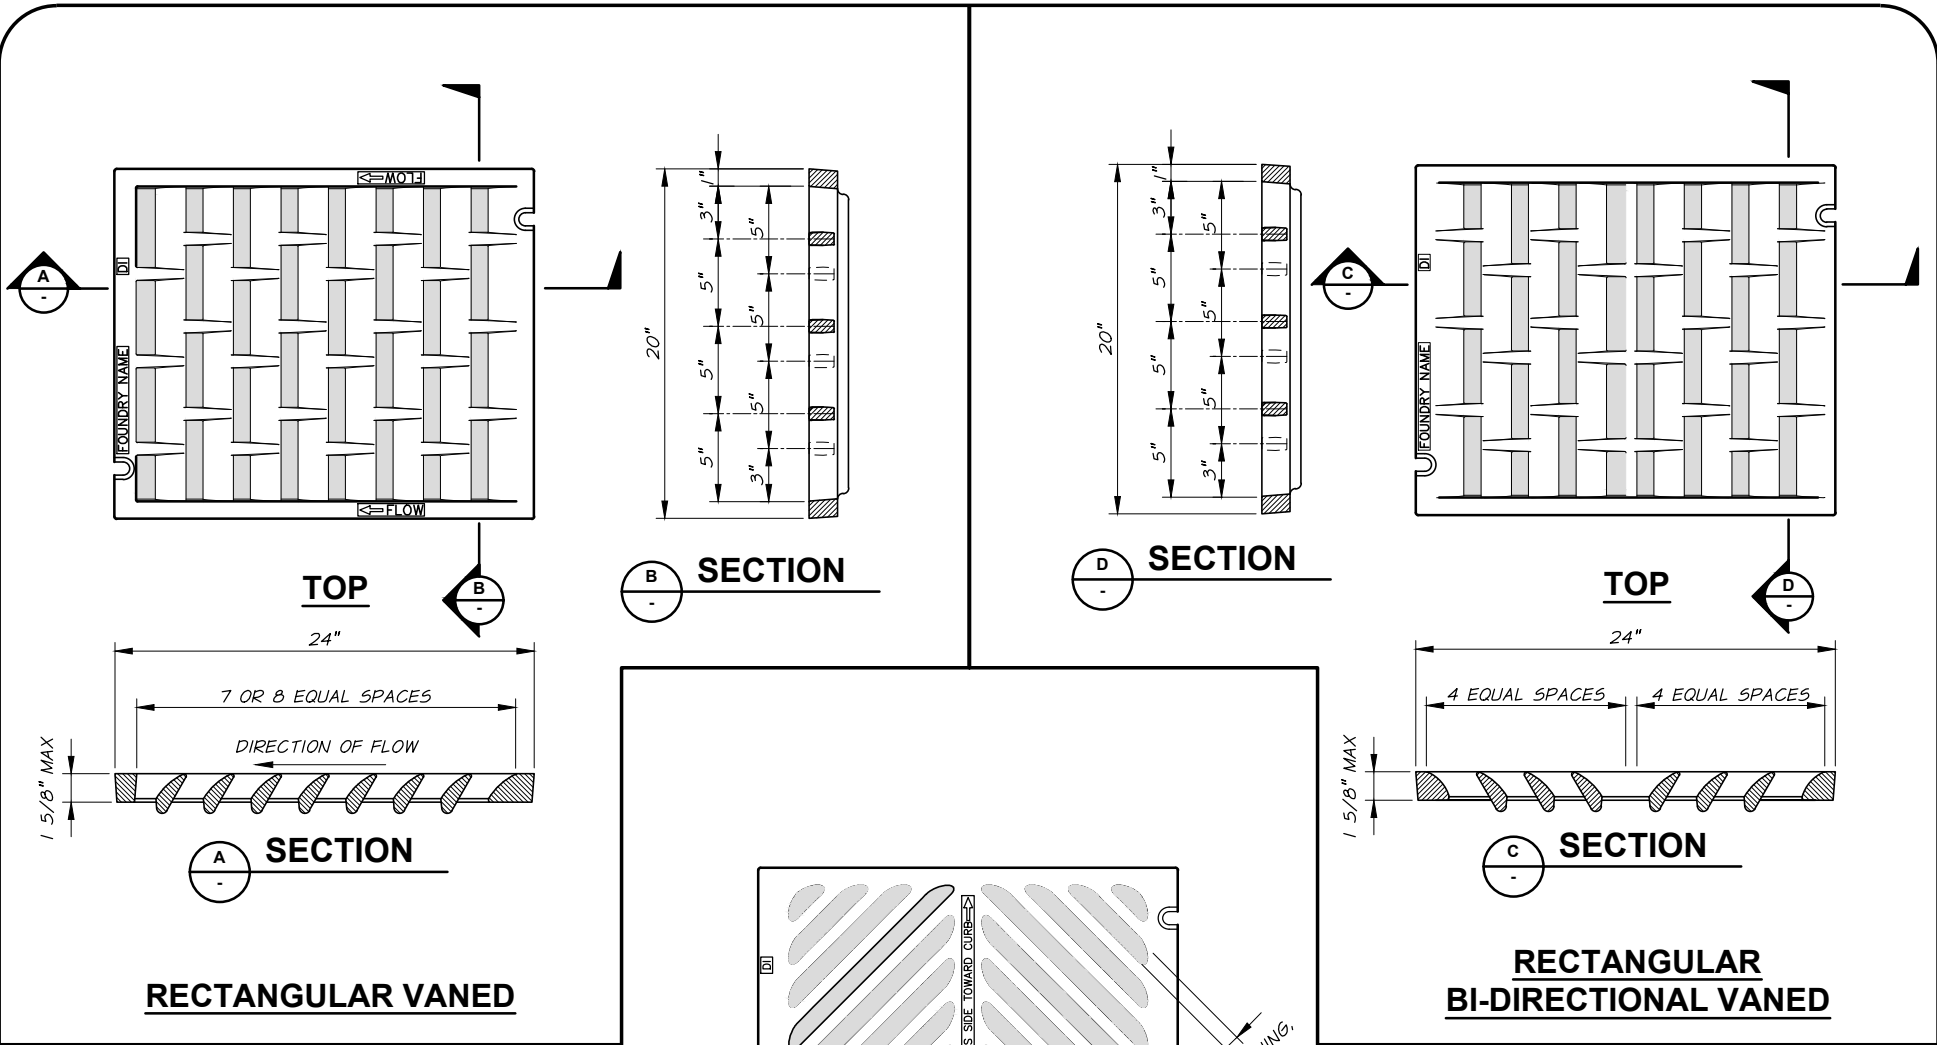 FLOW
DI
FOUNDRY NAME
FLOW
A
-
B
-
TOP
20"
1"
3"
5"
5"
5"
5"
5"
5"
3"
B
-
SECTION
24"
7 OR 8 EQUAL SPACES
DIRECTION OF FLOW
1 5/8" MAX
A
-
SECTION
RECTANGULAR VANED
20"
1"
3"
5"
5"
5"
5"
5"
5"
3"
D
-
SECTION
C
-
DI
FOUNDRY NAME
TOP
D
-
24"
4 EQUAL SPACES
4 EQUAL SPACES
1 5/8" MAX
C
-
SECTION
RECTANGULAR
BI-DIRECTIONAL VANED
DI
SIDE TOWARD CURB